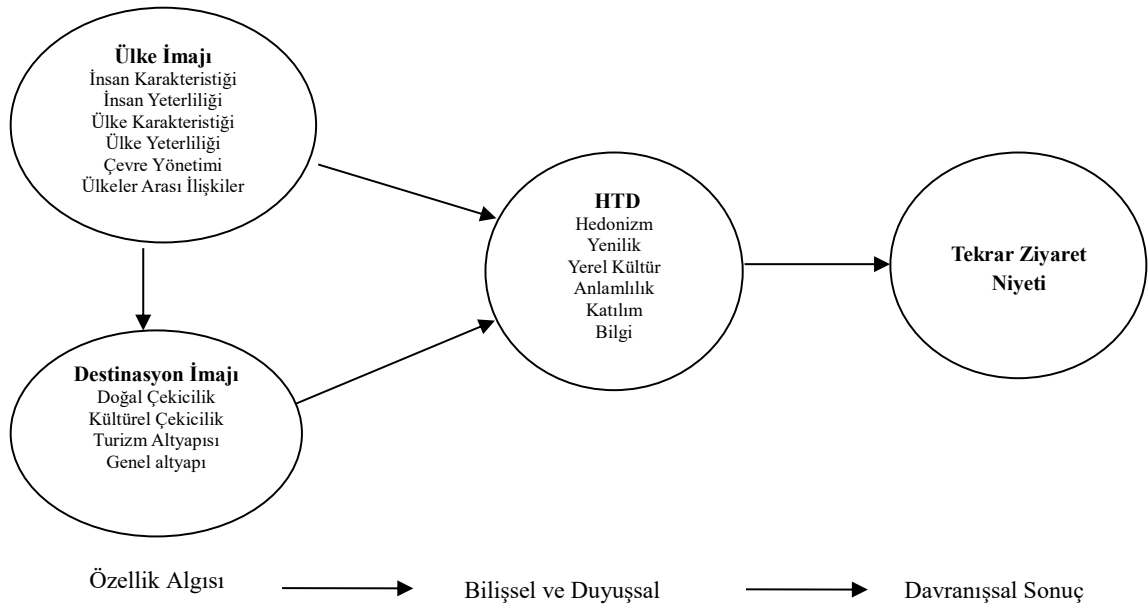 Ülke İmajı
İnsan Karakteristiği
İnsan Yeterliliği
Ülke Karakteristiği
Ülke Yeterliliği
Çevre Yönetimi
Ülkeler Arası İlişkiler
HTD
Hedonizm
Yenilik
Yerel Kültür
Anlamlılık
Katılım
Bilgi
Tekrar Ziyaret
Niyeti
Destinasyon İmajı
Doğal Çekicilik
Kültürel Çekicilik
Turizm Altyapısı
Genel altyapı
Özellik Algısı
Bilişsel ve Duyuşsal
Davranışsal Sonuç